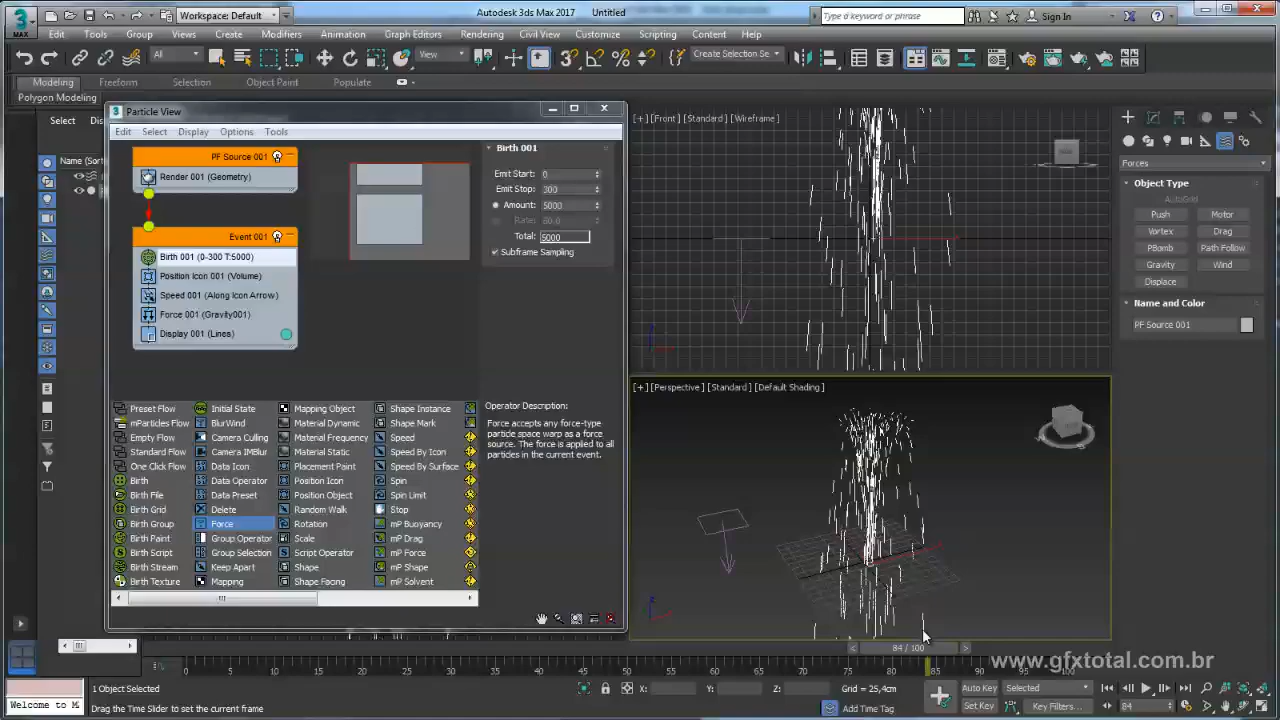 3
MAX
Workspace: Default
Autodesk 3ds Max 2017
Untitled
Type a keyword or phrase
Sign In
Edit Tools Group Views Create Modifiers Animation Graph Editors Rendering Civil View Customize Scripting Content Help
All
View
Create Selection Se
Modeling Freeform Selection Object Paint Populate
Polygon Modeling
Select
Name (Sor
3 Particle View
Edit Select Display Options Tools
PF Source 001
Render 001 (Geometry)
Event 001
Birth 001 (0-300 T:5000)
Position Icon 001 (Volume)
Speed 001 (Along Icon Arrow)
Force 001 (Gravity001)
Display 001 (Lines)
Birth 001
Emit Start: 0
Emit Stop: 300
Amount: 5000
Rate: 60.0
Total: 5000
Subframe Sampling
Preset Flow Initial State Mapping Object Shape Instance
mParticles Flow BlurWind Material Dynamic Shape Mark
Empty Flow Camera Culling Material Frequency Speed
Standard Flow Camera IMBlur Material Static Speed By Icon
One Click Flow Data Icon Placement Paint Speed By Surface
Birth Data Operator Position Icon Spin
Birth File Data Preset Position Object Spin Limit
Birth Grid Delete Random Walk Stop
Birth Group Force Rotation mP Buoyancy
Birth Paint Group Operator Scale mP Drag
Birth Script Group Selection Script Operator mP Force
Birth Stream Keep Apart Shape mP Shape
Birth Texture Mapping Shape Facing mP Solvent
Operator Description:
Force accepts any force-type
particle space warp as a force
source. The force is applied to all
particles in the current event.
[+] [Front] [Standard] [Wireframe]
[+] [Perspective] [Standard] [Default Shading]
Forces
Object Type
AutoGrid
Push Motor
Vortex Drag
PBomb Path Follow
Gravity Wind
Displace
Name and Color
PF Source 001
84 / 100
www.gfxtotal.com.br
0 5 10 15 20 25 30 35 40 45 50 55 60 65 70 75 80 85 90 95 100
1 Object Selected
X: Y: Z:
Grid = 25,4cm
Auto Key Selected
Welcome to M
Drag the Time Slider to set the current frame
Add Time Tag
Set Key Key Filters...
84